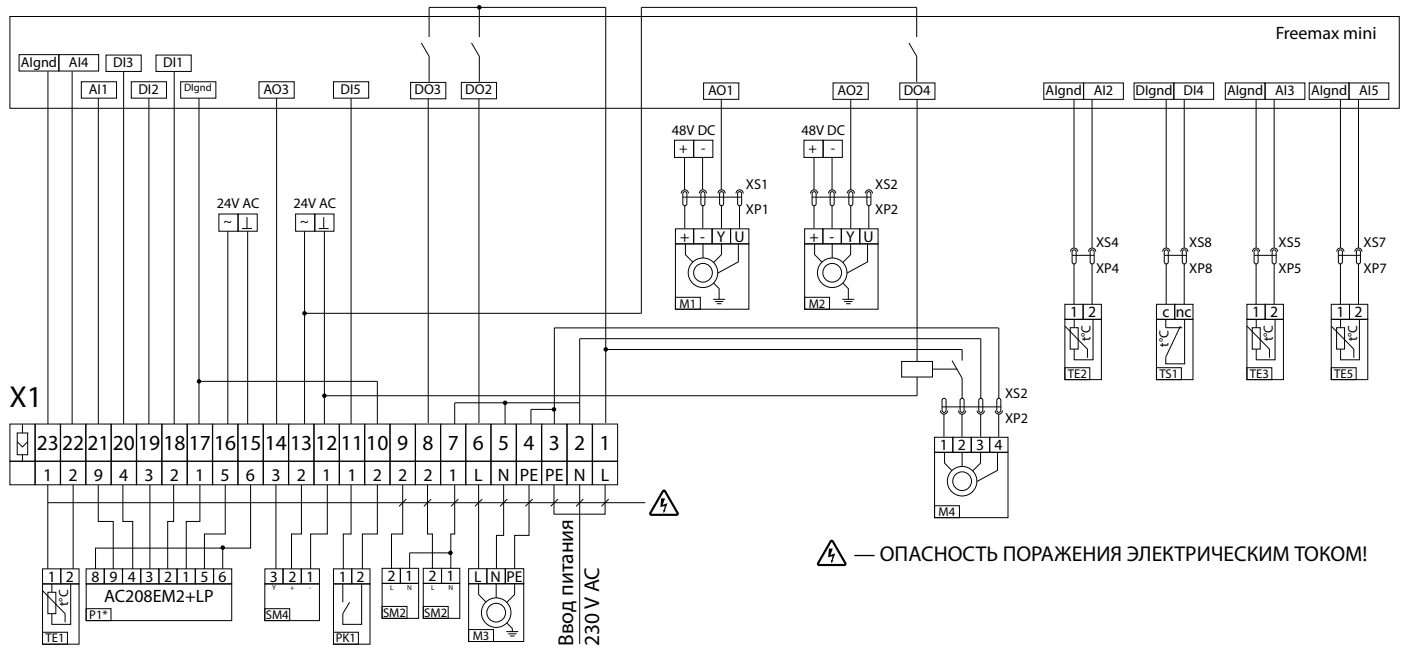 Freemax mini
AIgnd AI4 DI3 DI1
AI1 DI2 DIgnd AO3 DI5 DO3 DO2 AO1 AO2 DO4 AIgnd AI2 DIgnd DI4 AIgnd AI3 AIgnd AI5
48V DC 48V DC
+ - + -
XS1 XS2
XP1 XP2
24V AC 24V AC
~ ⊥ ~ ⊥
+ - Y U + - Y U
M1 M2
XS4 XS8 XS5 XS7
XP4 XP8 XP5 XP7
1 2 c nc 1 2 1 2
t°C t°C t°C t°C
TE2 TS1 TE3 TE5
X1
XS2
XP2
23 22 21 20 19 18 17 16 15 14 13 12 11 10 9 8 7 6 5 4 3 2 1
1 2 9 4 3 2 1 5 6 3 2 1 1 2 2 2 1 L N PE PE N L
1 2 3 4
M4
Ввод питания
230 V AC
— ОПАСНОСТЬ ПОРАЖЕНИЯ ЭЛЕКТРИЧЕСКИМ ТОКОМ!
1 2 8 9 4 3 2 1 5 6 3 2 1 1 2 2 1 2 1 L N PE
Y + - L N L N
t°C AC208EM2+LP
P1* SM4 SM2 SM2
TE1 PK1 M3